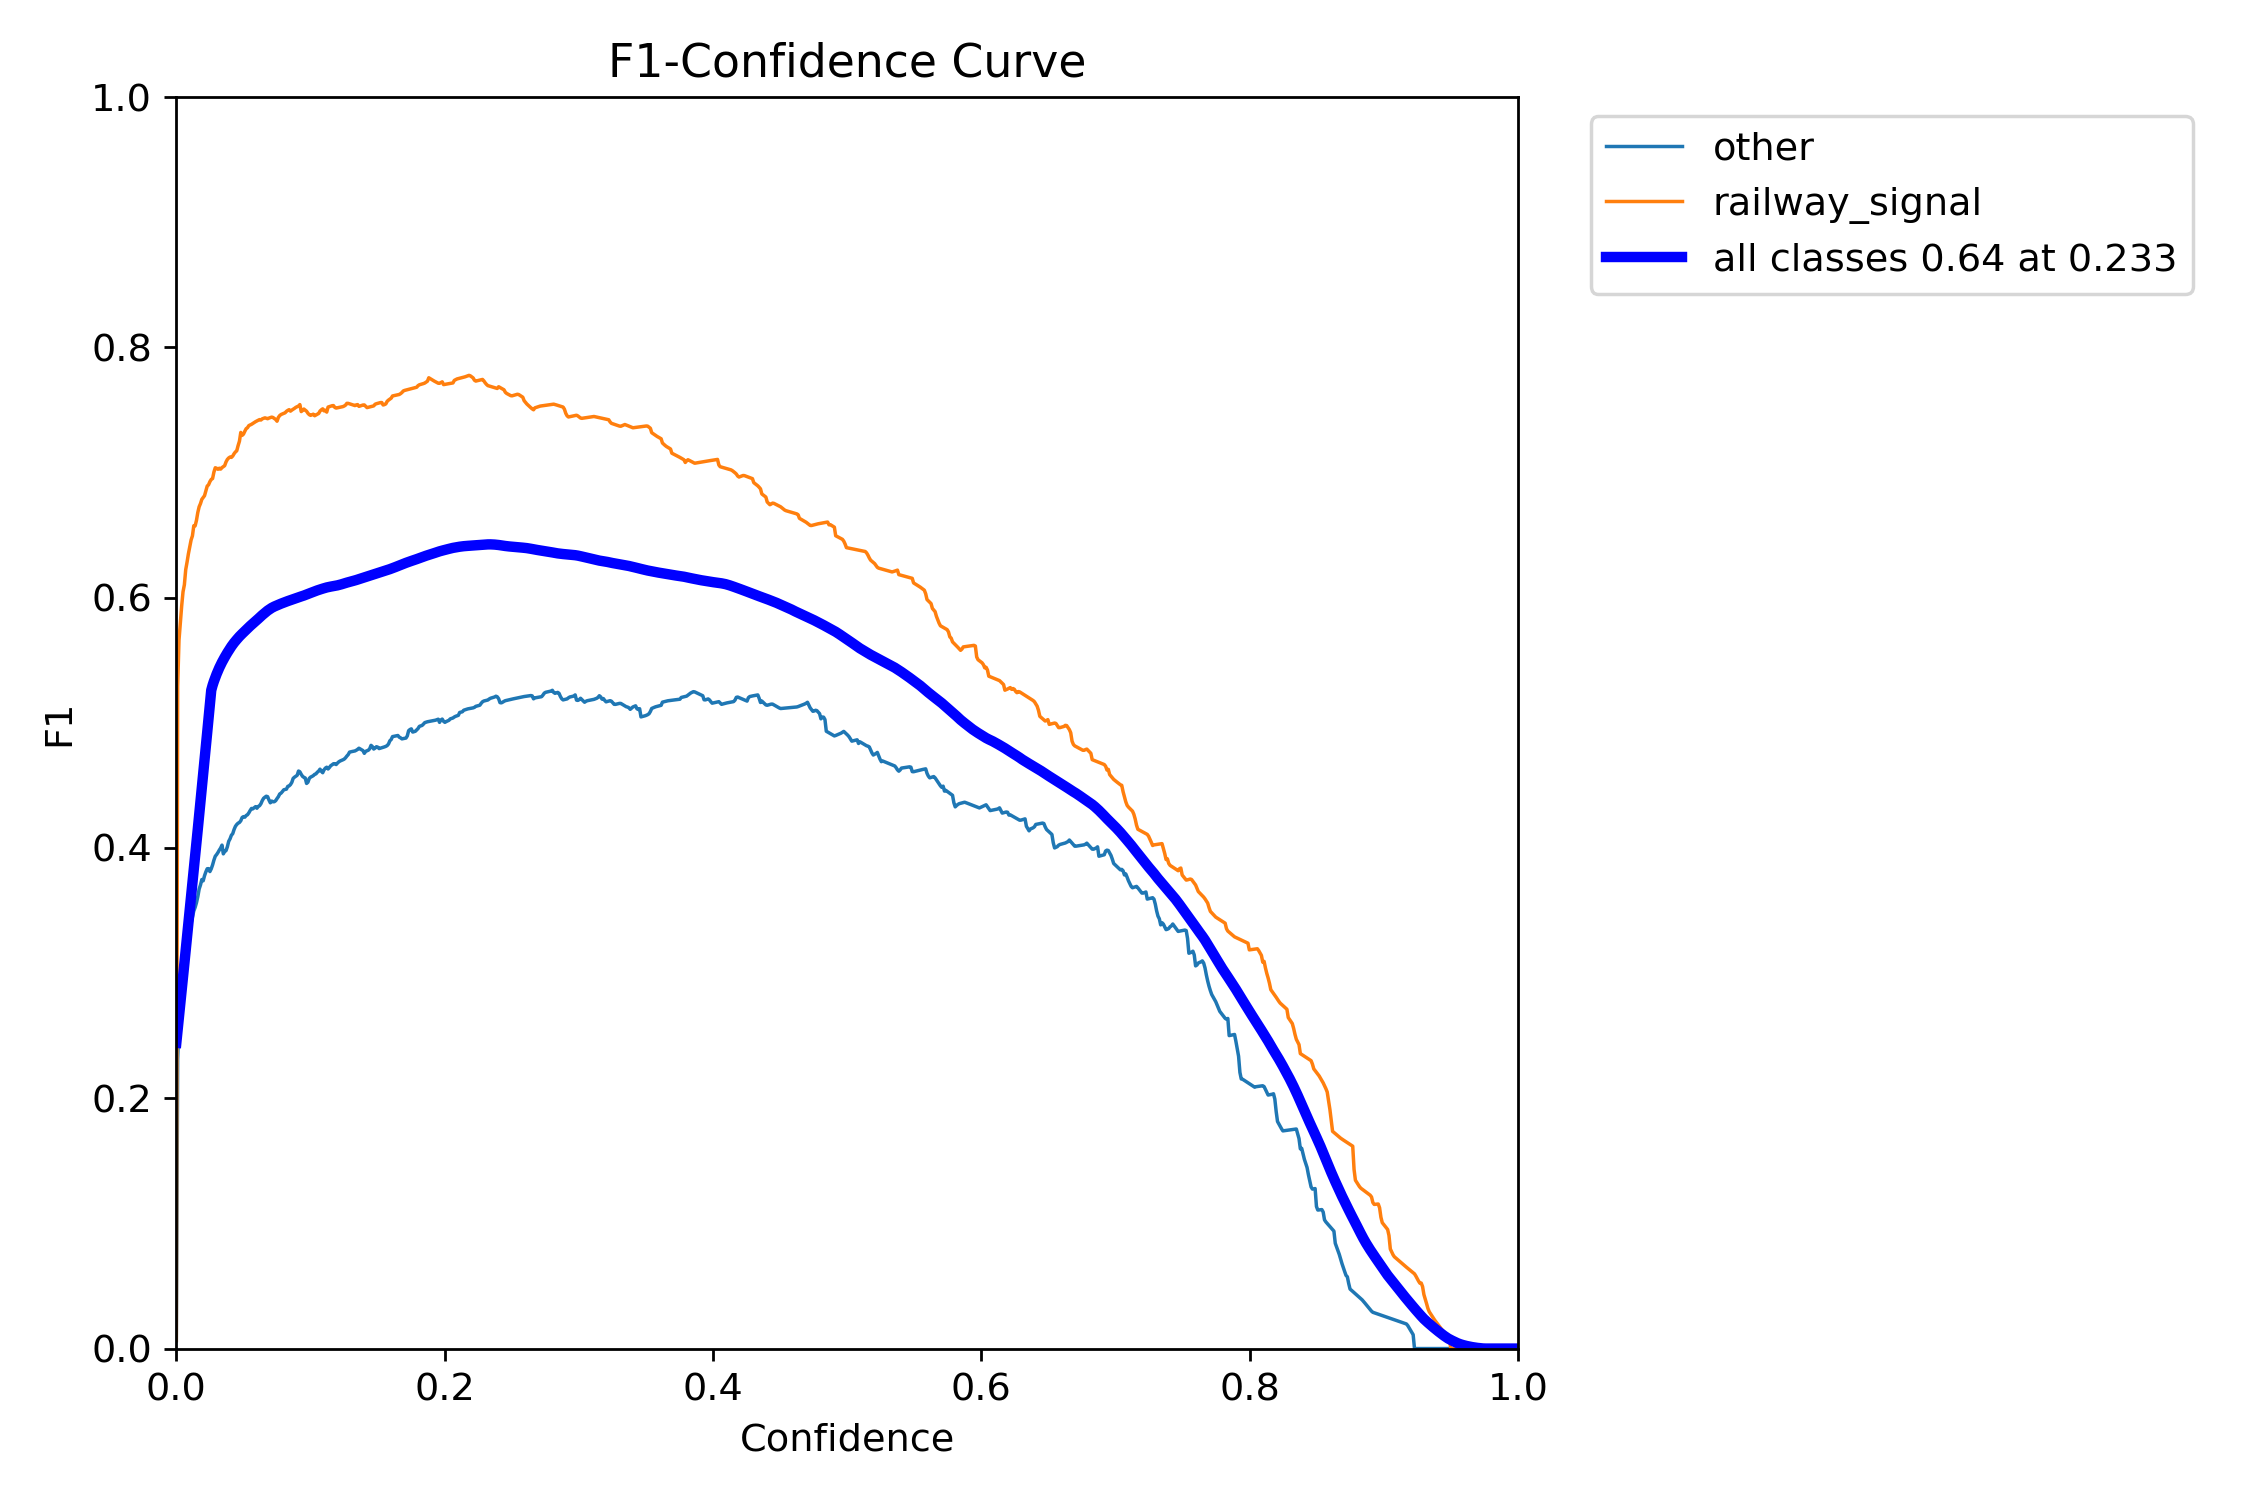 F1-Confidence Curve
1.0
0.8
0.6
0.4
0.2
0.0
F1
0.0 0.2 0.4 0.6 0.8 1.0
Confidence
other
railway_signal
all classes 0.64 at 0.233